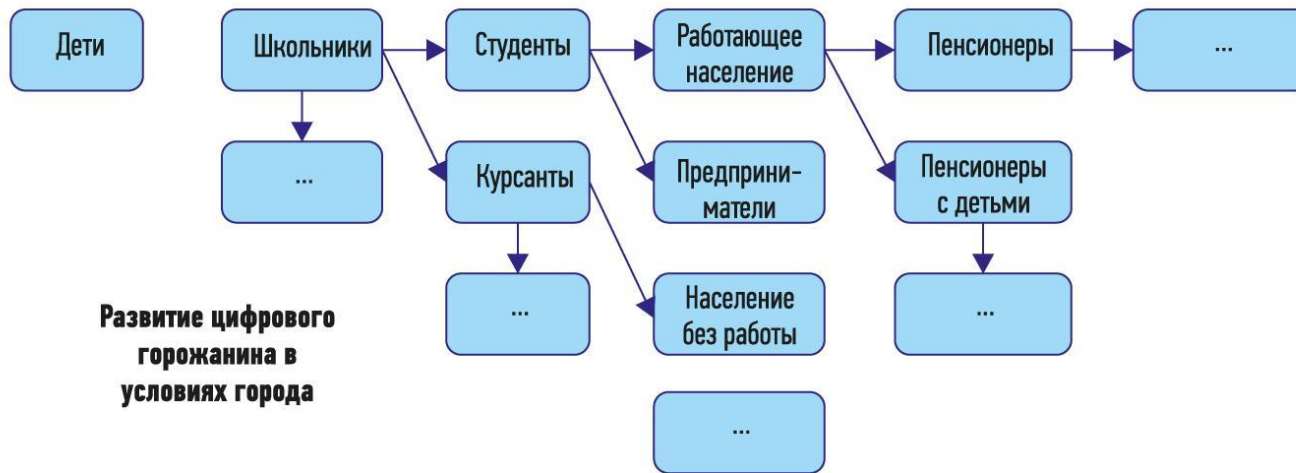 Дети
Школьники
Студенты
Работающее
население
Пенсионеры
...
...
Курсанты
Предприни-
матели
Пенсионеры
с детьми
...
Население
без работы
...
Развитие цифрового
горожанина в
условиях города
...